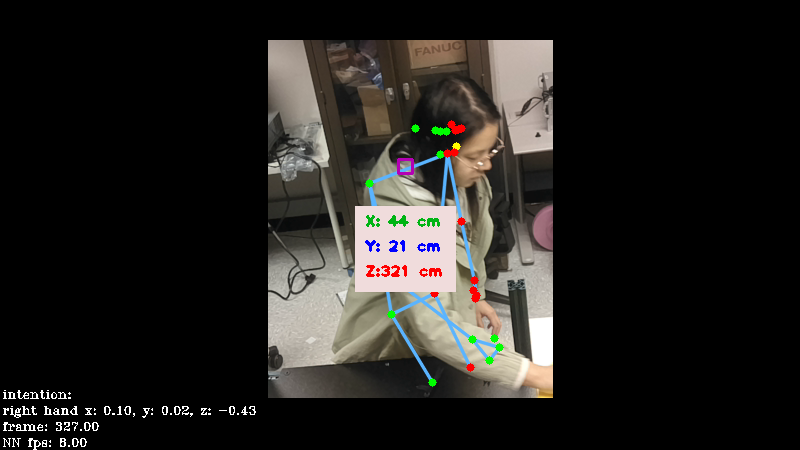 FANUC
X: 44 cm
Y: 21 cm
Z:321 cm
intention:
right hand x: 0.10, y: 0.02, z: -0.43
frame: 327.00
NN fps: 8.00